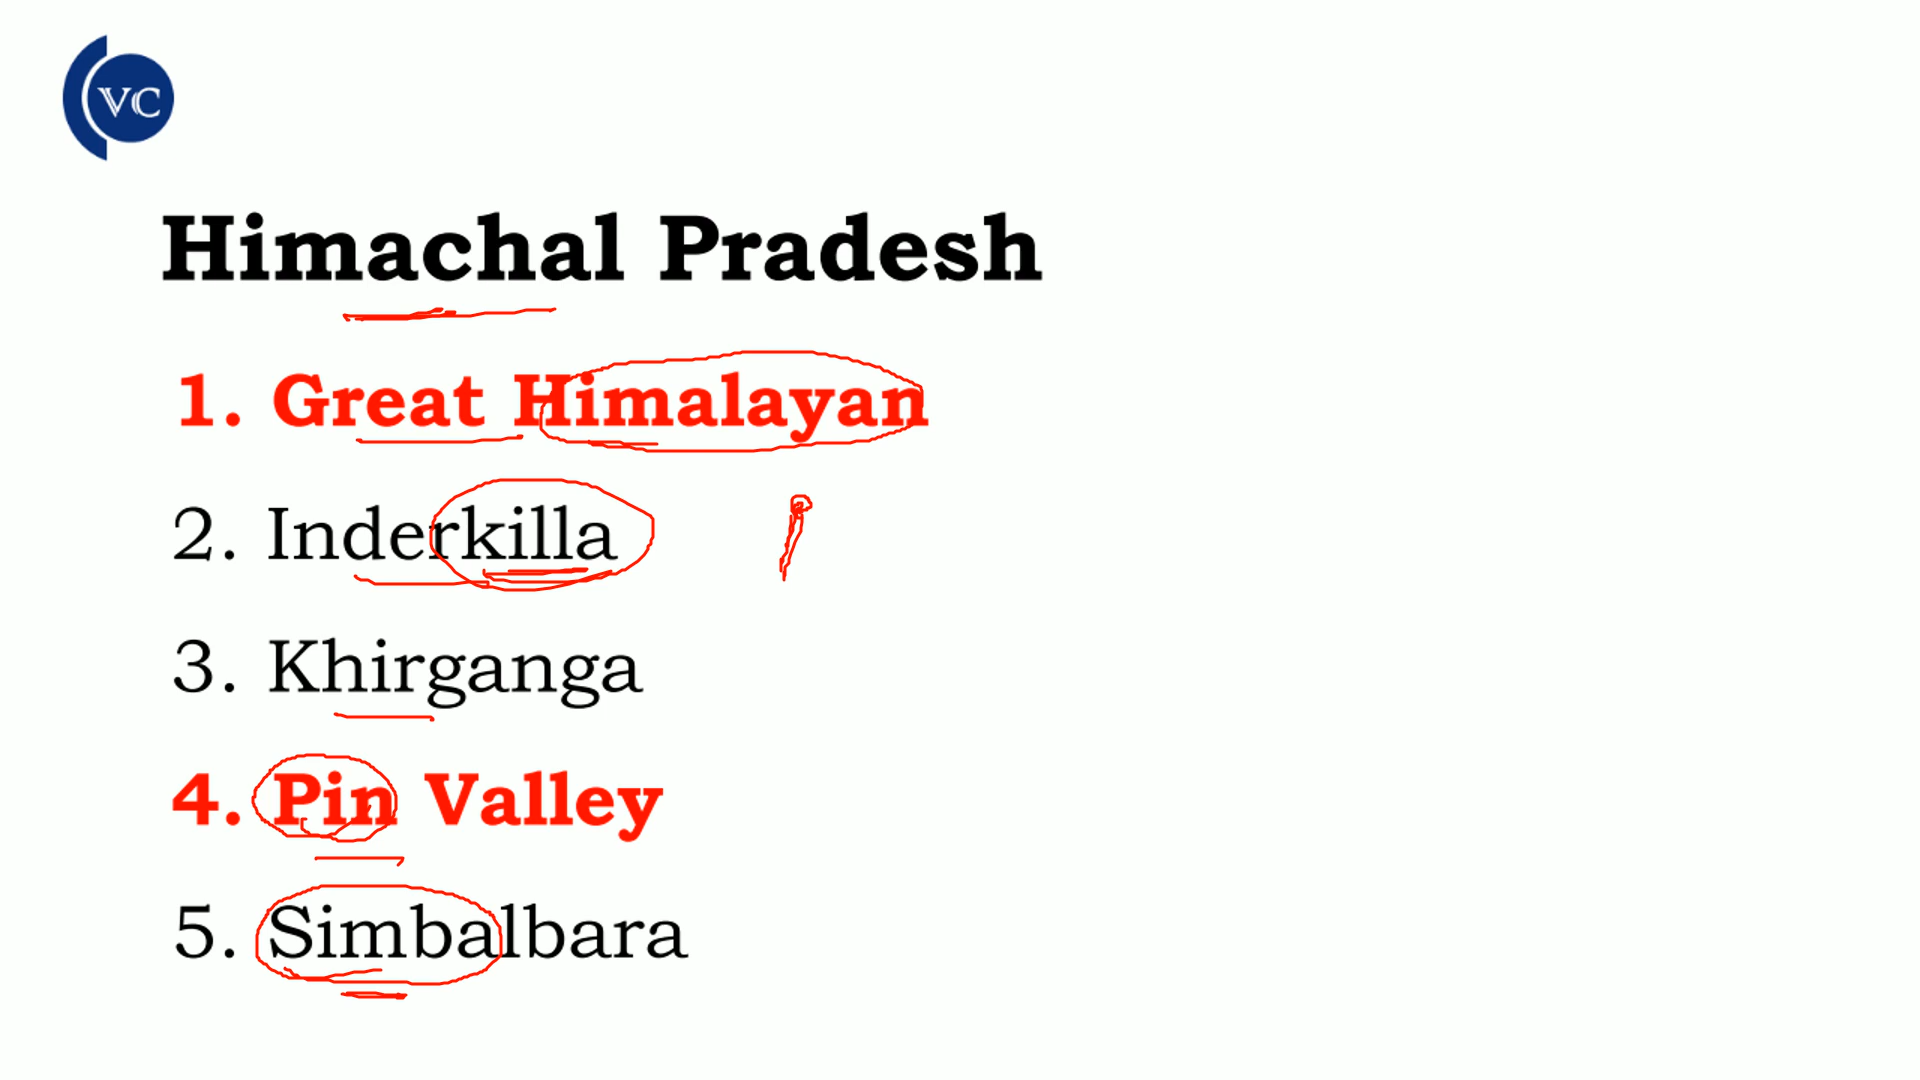 VC
Himachal Pradesh
1. Great Himalayan
2. Inderkilla
3. Khirganga
4. Pin Valley
5. Simbalbara